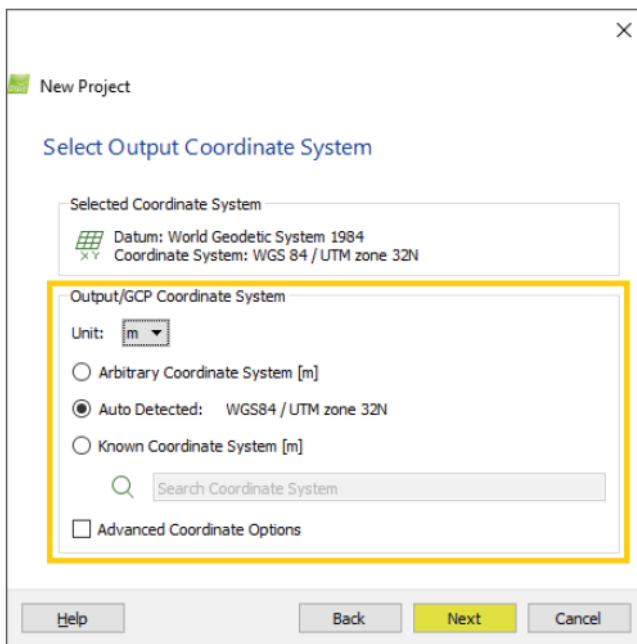 New Project
Select Output Coordinate System
Selected Coordinate System
Datum: World Geodetic System 1984
Coordinate System: WGS 84 / UTM zone 32N
X Y
Output/GCP Coordinate System
Unit: m
Arbitrary Coordinate System [m]
Auto Detected: WGS84 / UTM zone 32N
Known Coordinate System [m]
Search Coordinate System
Advanced Coordinate Options
Help Back Next Cancel